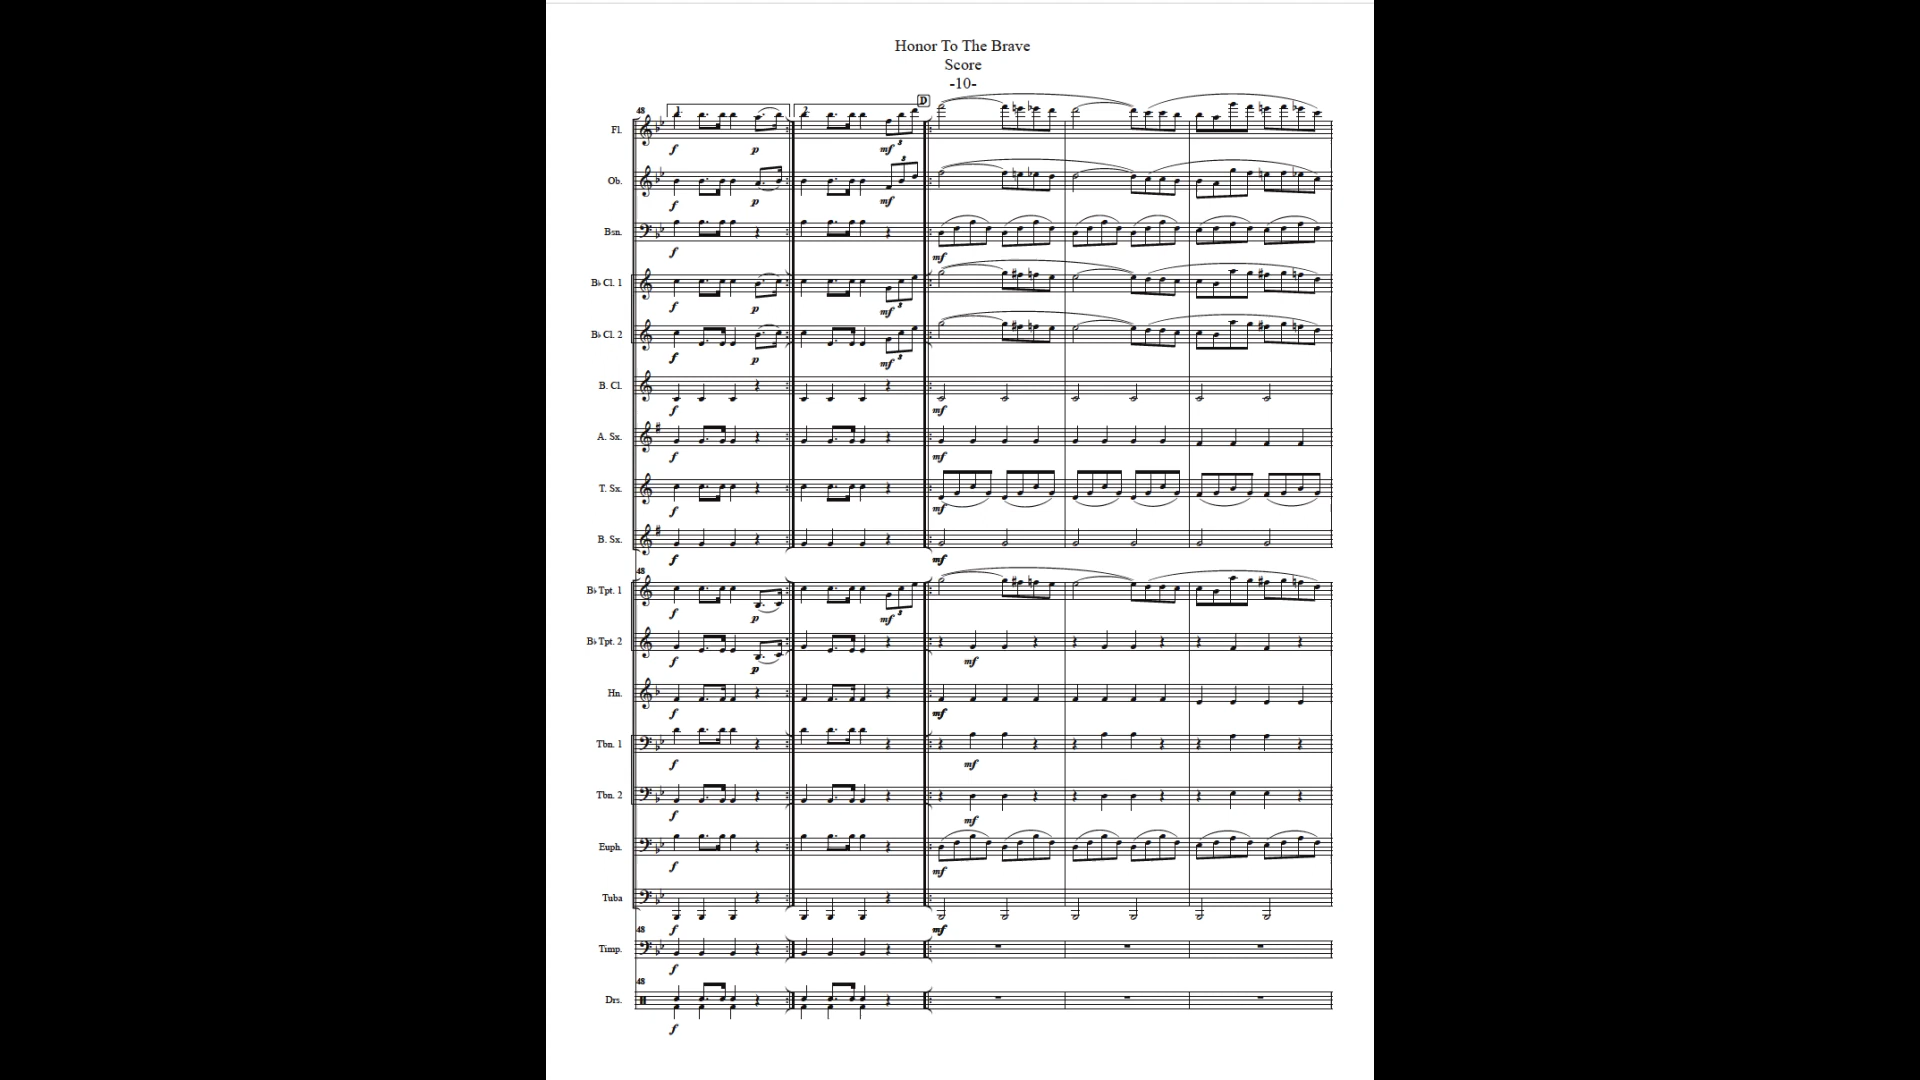 Honor To The Brave
Score
-10-
D
48 1. 2.
Fl.
f p mf 3
3
Ob.
f p mf
Bsn.
f mf
B♭ Cl. 1
f p mf 3
B♭ Cl. 2
f p mf 3
B. Cl.
f mf
A. Sx.
f mf
T. Sx.
f mf
B. Sx.
f mf
48
B♭ Tpt. 1
f p mf 3
B♭ Tpt. 2
f p mf
Hn.
f mf
Tbn. 1
f mf
Tbn. 2
f mf
Euph.
f mf
Tuba
f mf
48
Timp.
f
48
Drs.
f